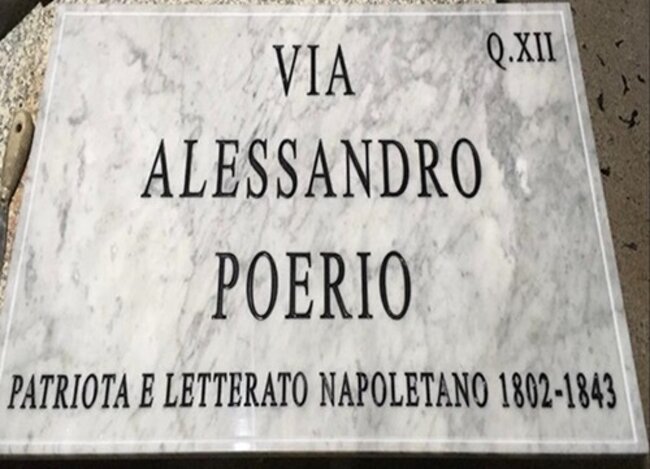 VIA
Q.XII
ALESSANDRO
POERIO
PATRIOTA E LETTERATO NAPOLETANO 1802-1843